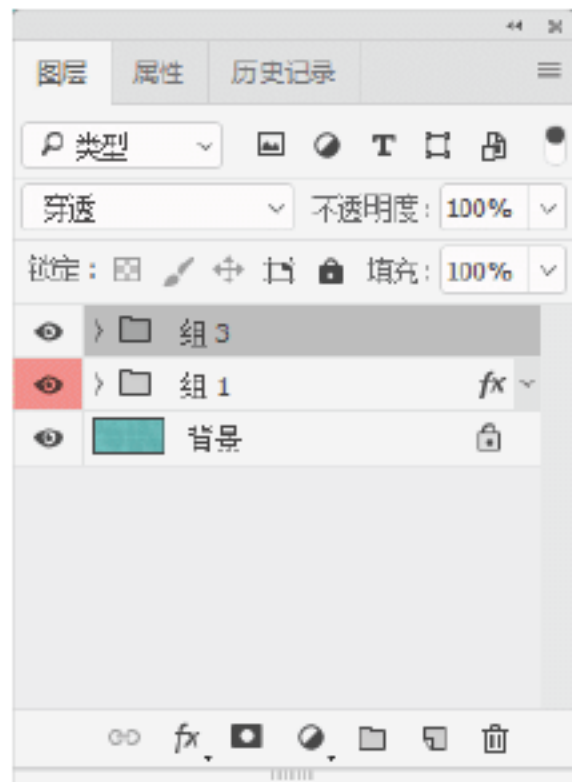 图层 属性 历史记录
类型 T
穿透 不透明度: 100%
锁定: 填充: 100%
组 3
组 1 fx
背景
fx